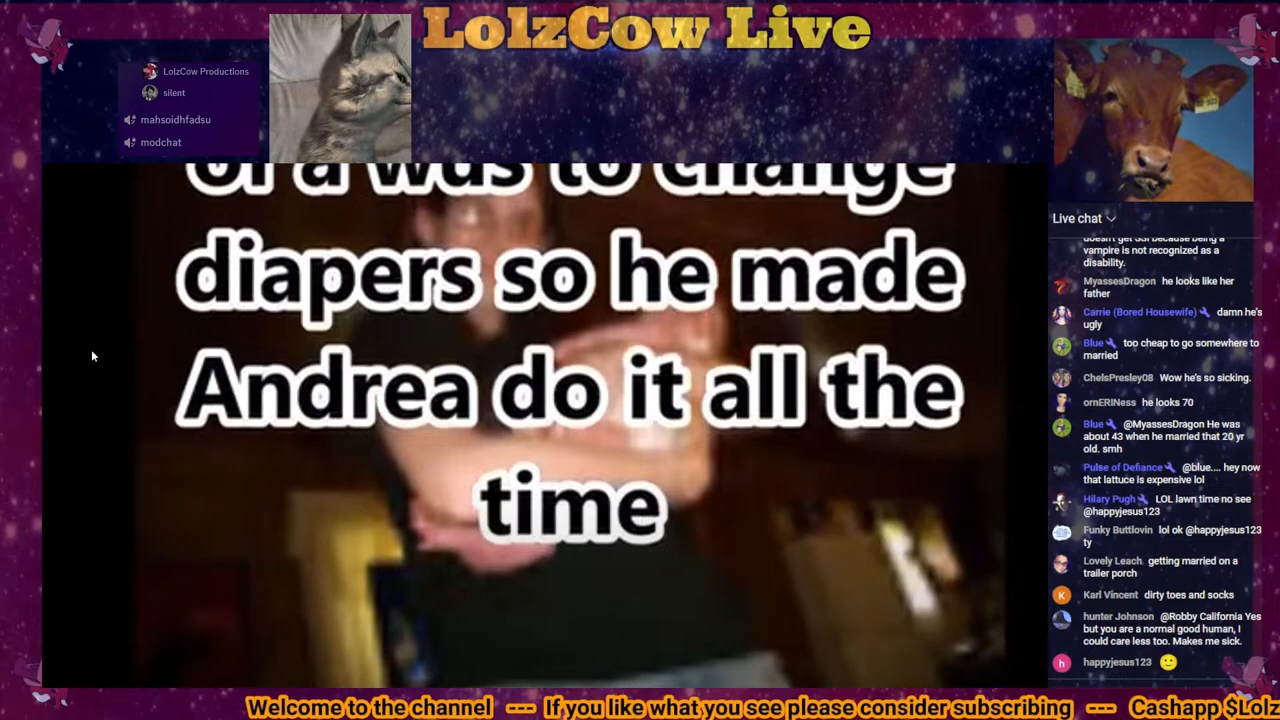 LolzCow Live
LolzCow Productions
silent
mahsoidhfadsu
modchat
of a wus to change
diapers so he made
Andrea do it all the
time
Live chat
doesn't get SSI because being a
vampire is not recognized as a
disability.
MyassesDragon he looks like her
father
Carrie (Bored Housewife) damn he's
ugly
Blue too cheap to go somewhere to
married
ChelsPresley08 Wow he's so sicking.
ornERINess he looks 70
Blue @MyassesDragon He was
about 43 when he married that 20 yr
old. smh
Pulse of Defiance @blue.... hey now
that lattuce is expensive lol
Hilary Pugh LOL lawn time no see
@happyjesus123
Funky Buttlovin lol ok @happyjesus123
ty
Lovely Leach getting married on a
trailer porch
Karl Vincent dirty toes and socks
hunter Johnson @Robby California Yes
but you are a normal good human, I
could care less too. Makes me sick.
happyjesus123
Welcome to the channel --- If you like what you see please consider subscribing --- Cashapp $Lolz